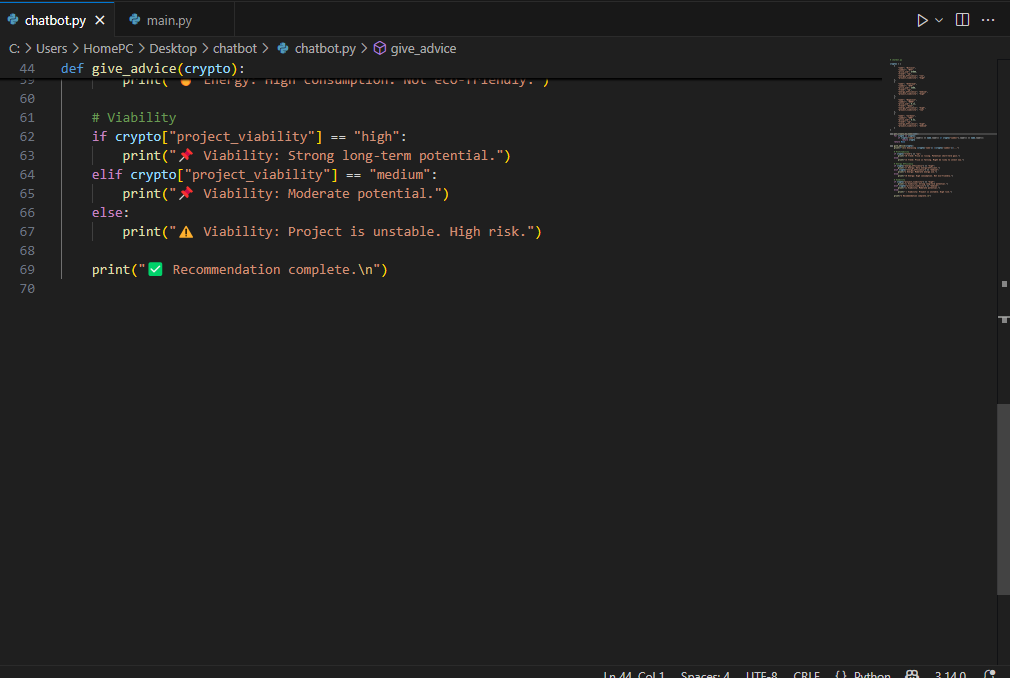 chatbot.py
main.py
C: > Users > HomePC > Desktop > chatbot > chatbot.py > give_advice
44 def give_advice(crypto):
59 print("🟠 Energy: High consumption. Not eco-friendly.")
60
61 # Viability
62 if crypto["project_viability"] == "high":
63 print("📌 Viability: Strong long-term potential.")
64 elif crypto["project_viability"] == "medium":
65 print("📌 Viability: Moderate potential.")
66 else:
67 print("⚠️ Viability: Project is unstable. High risk.")
68
69 print("✅ Recommendation complete.\n")
70
Ln 44, Col 1 Spaces: 4 UTF-8 CRLF {} Python 3.14.0